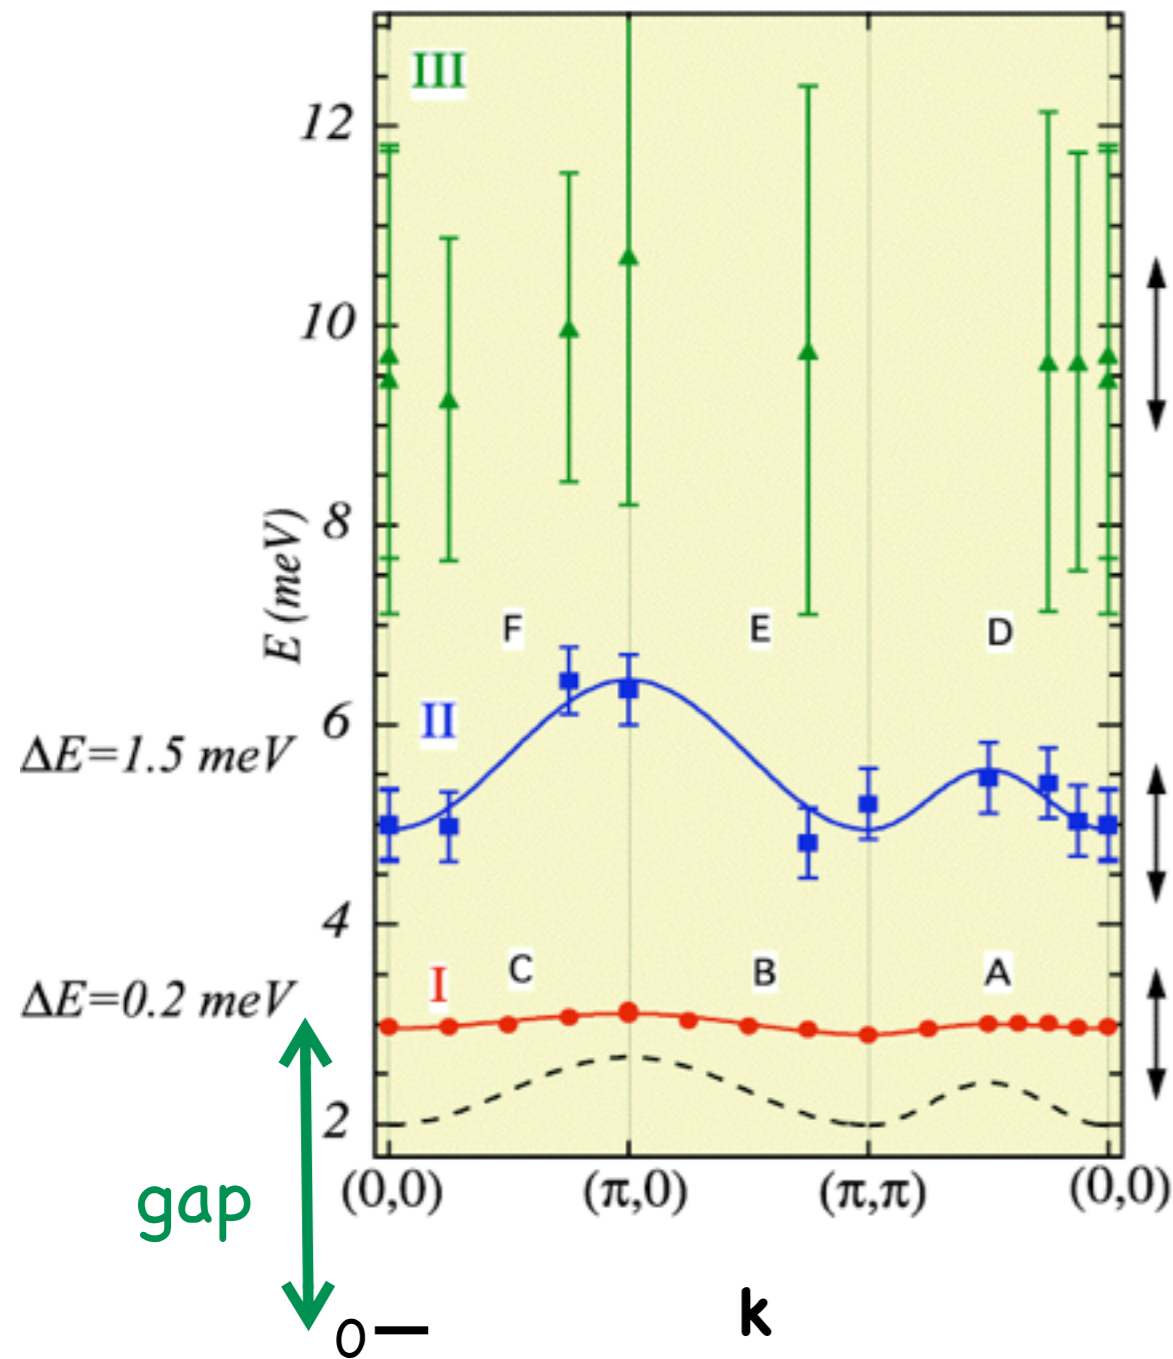 III
12
10
8
E (meV)
F
E
D
6
II
ΔE=1.5 meV
4
I
C
B
A
ΔE=0.2 meV
2
(0,0)
(π,0)
(π,π)
(0,0)
gap
k
0